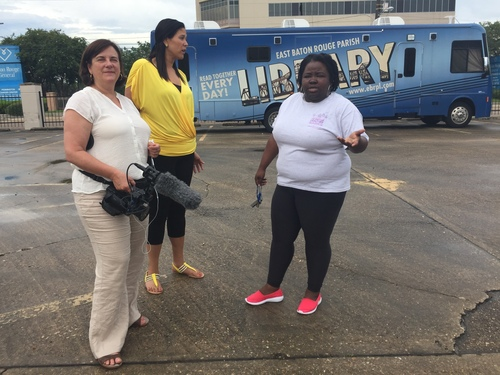 EAST BATON ROUGE PARISH
LIBRARY
READ TOGETHER
EVERY
DAY!
www.ebrpl.com